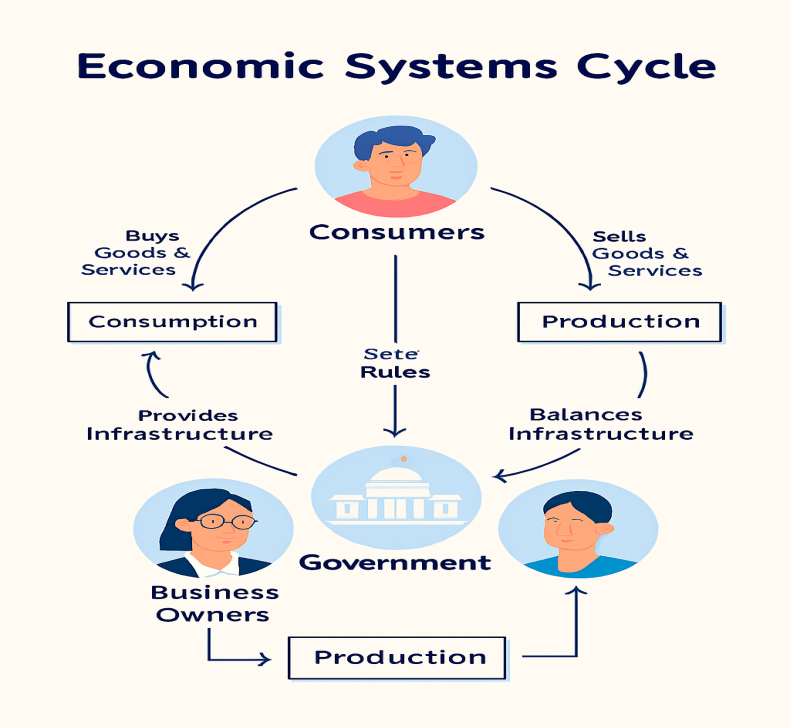 Economic Systems Cycle
Consumers
Buys
Goods &
Services
Sells
Goods &
Services
Consumption
Production
Sete
Rules
Provides
Infrastructure
Balances
Infrastructure
Government
Business
Owners
Production